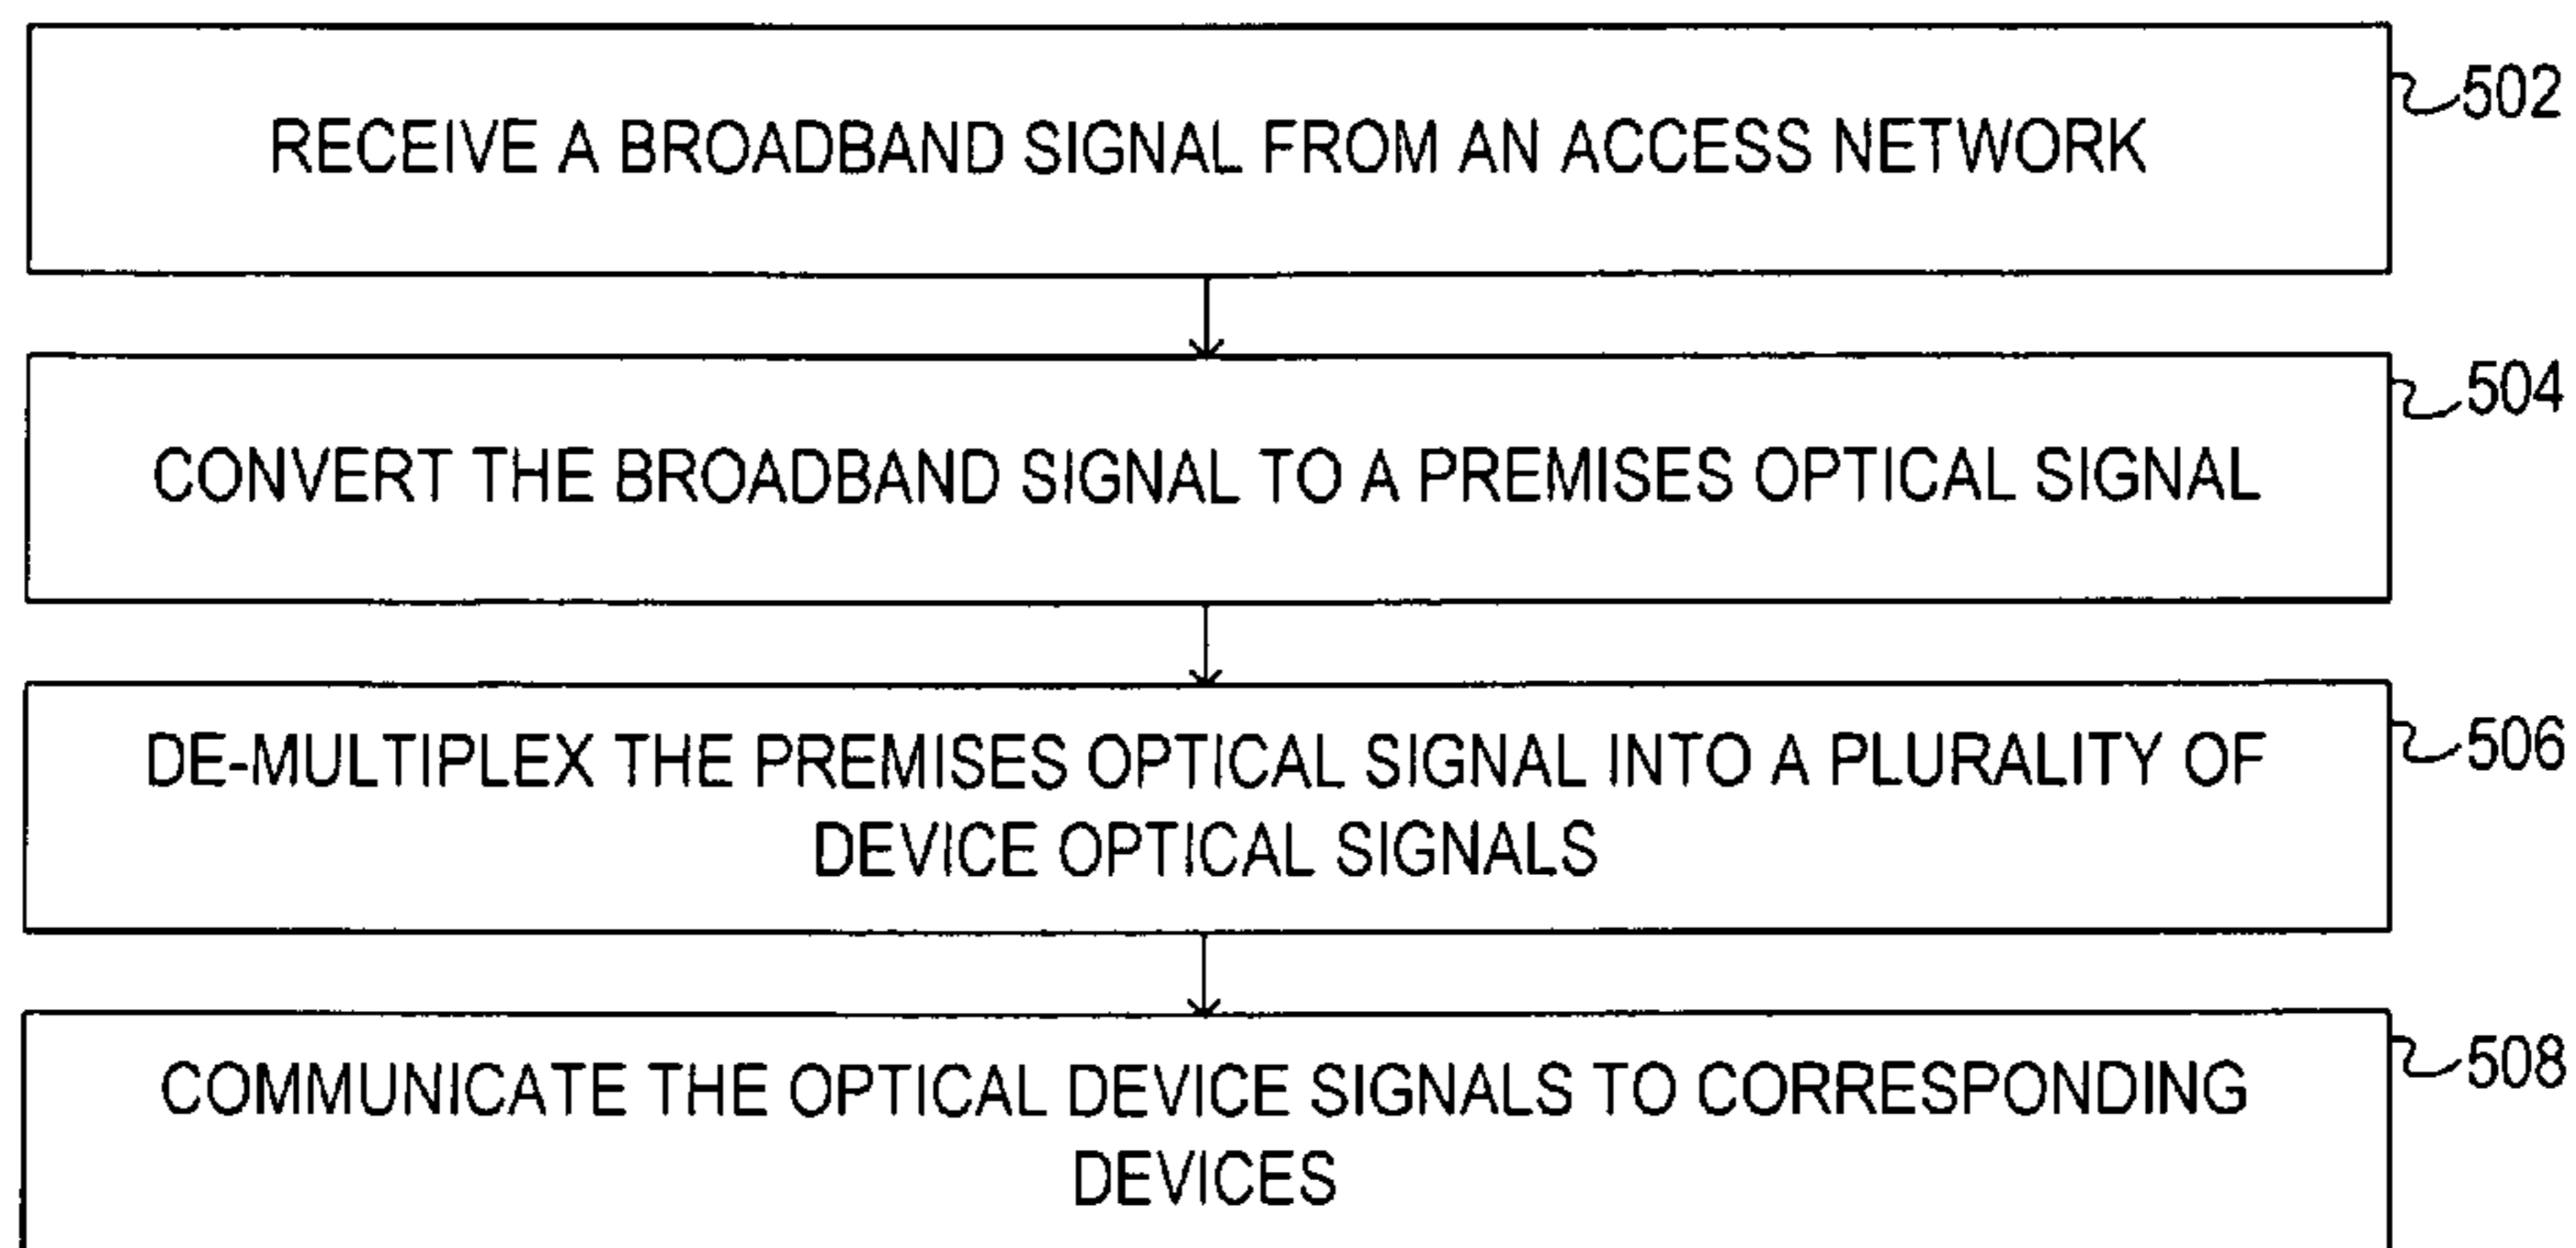 RECEIVE A BROADBAND SIGNAL FROM AN ACCESS NETWORK
502
CONVERT THE BROADBAND SIGNAL TO A PREMISES OPTICAL SIGNAL
504
DE-MULTIPLEX THE PREMISES OPTICAL SIGNAL INTO A PLURALITY OF
DEVICE OPTICAL SIGNALS
506
COMMUNICATE THE OPTICAL DEVICE SIGNALS TO CORRESPONDING
DEVICES
508